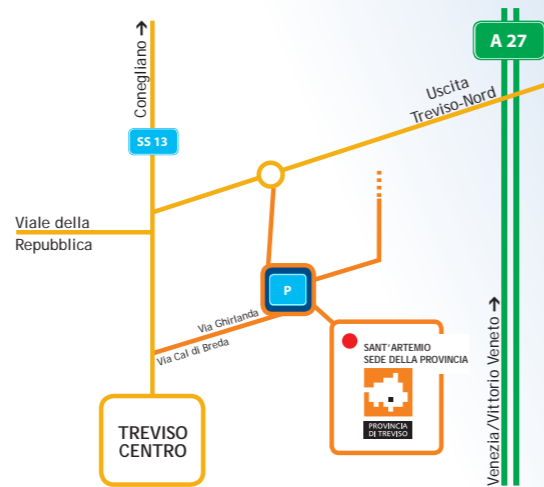 Conegliano →
A 27
Uscita
Treviso-Nord
SS 13
Viale della
Repubblica
P
Via Ghirlanda
Via Cal di Breda
SANT'ARTEMIO
SEDE DELLA PROVINCIA
PROVINCIA
DI TREVISO
TREVISO
CENTRO
Venezia/Vittorio Veneto →